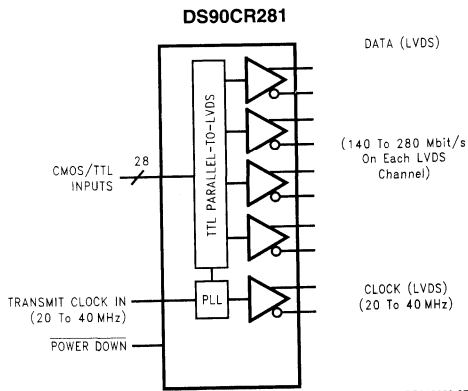 DS90CR281
DATA (LVDS)
TTL PARALLEL-TO-LVDS
28
CMOS/TTL
INPUTS
(140 To 280 Mbit/s
On Each LVDS
Channel)
PLL
TRANSMIT CLOCK IN
(20 To 40 MHz)
CLOCK (LVDS)
(20 To 40 MHz)
POWER DOWN